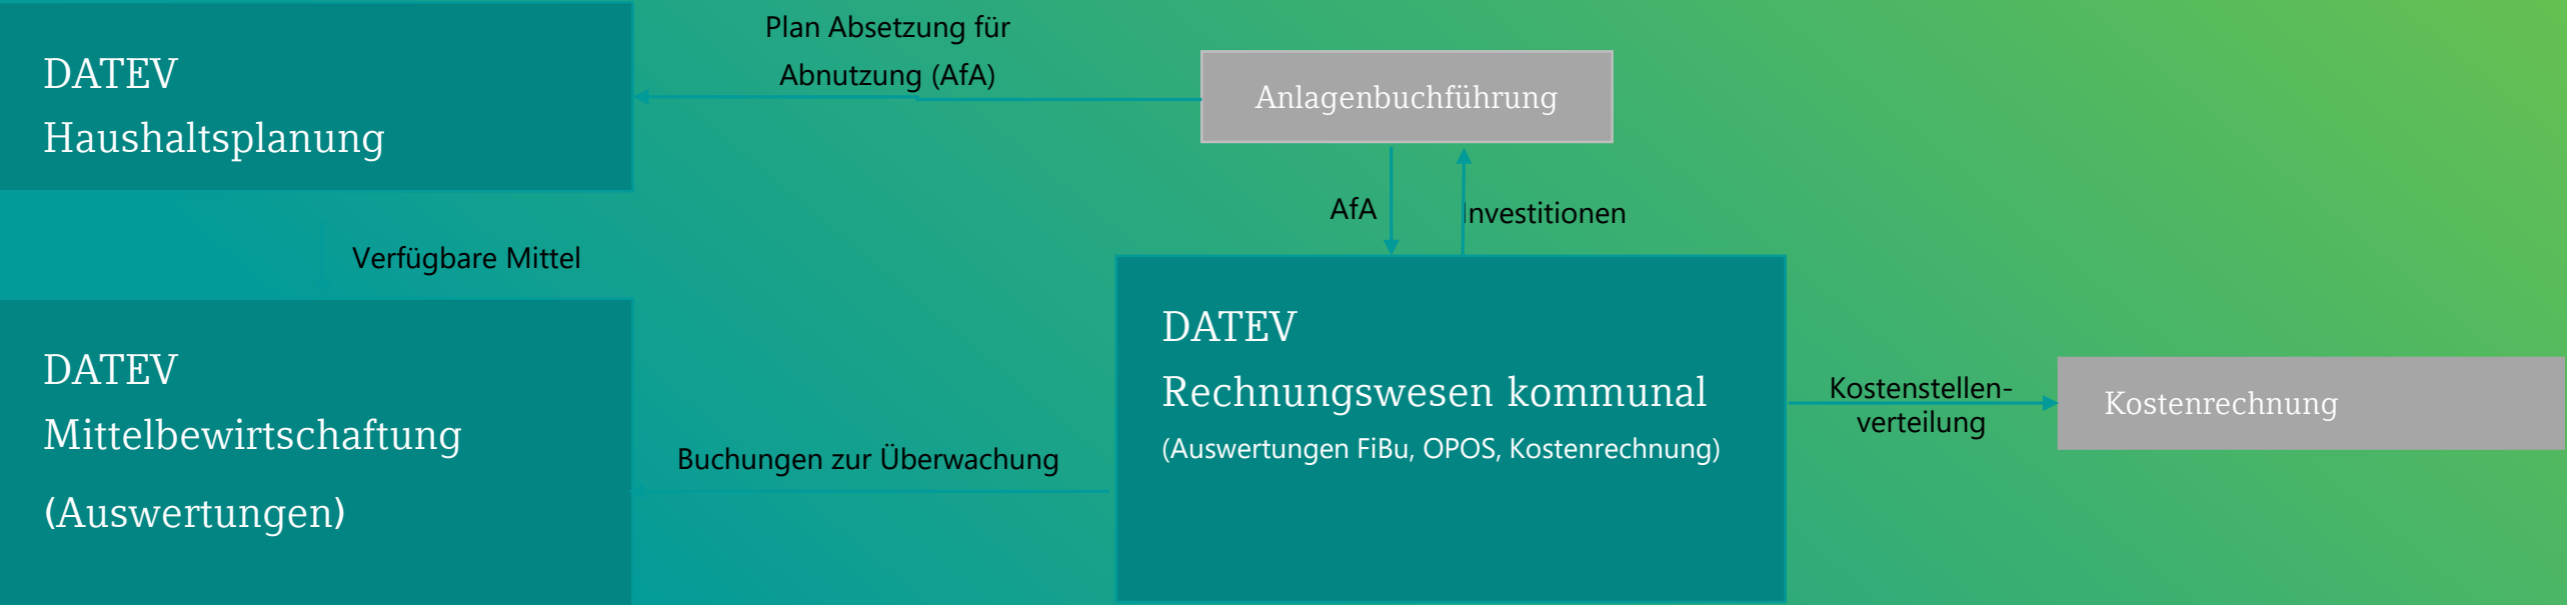 Plan Absetzung für
Abnutzung (AfA)
DATEV
Haushaltsplanung
Anlagenbuchführung
AfA
Investitionen
Verfügbare Mittel
DATEV
Mittelbewirtschaftung
(Auswertungen)
Buchungen zur Überwachung
DATEV
Rechnungswesen kommunal
(Auswertungen FiBu, OPOS, Kostenrechnung)
Kostenstellen-
verteilung
Kostenrechnung